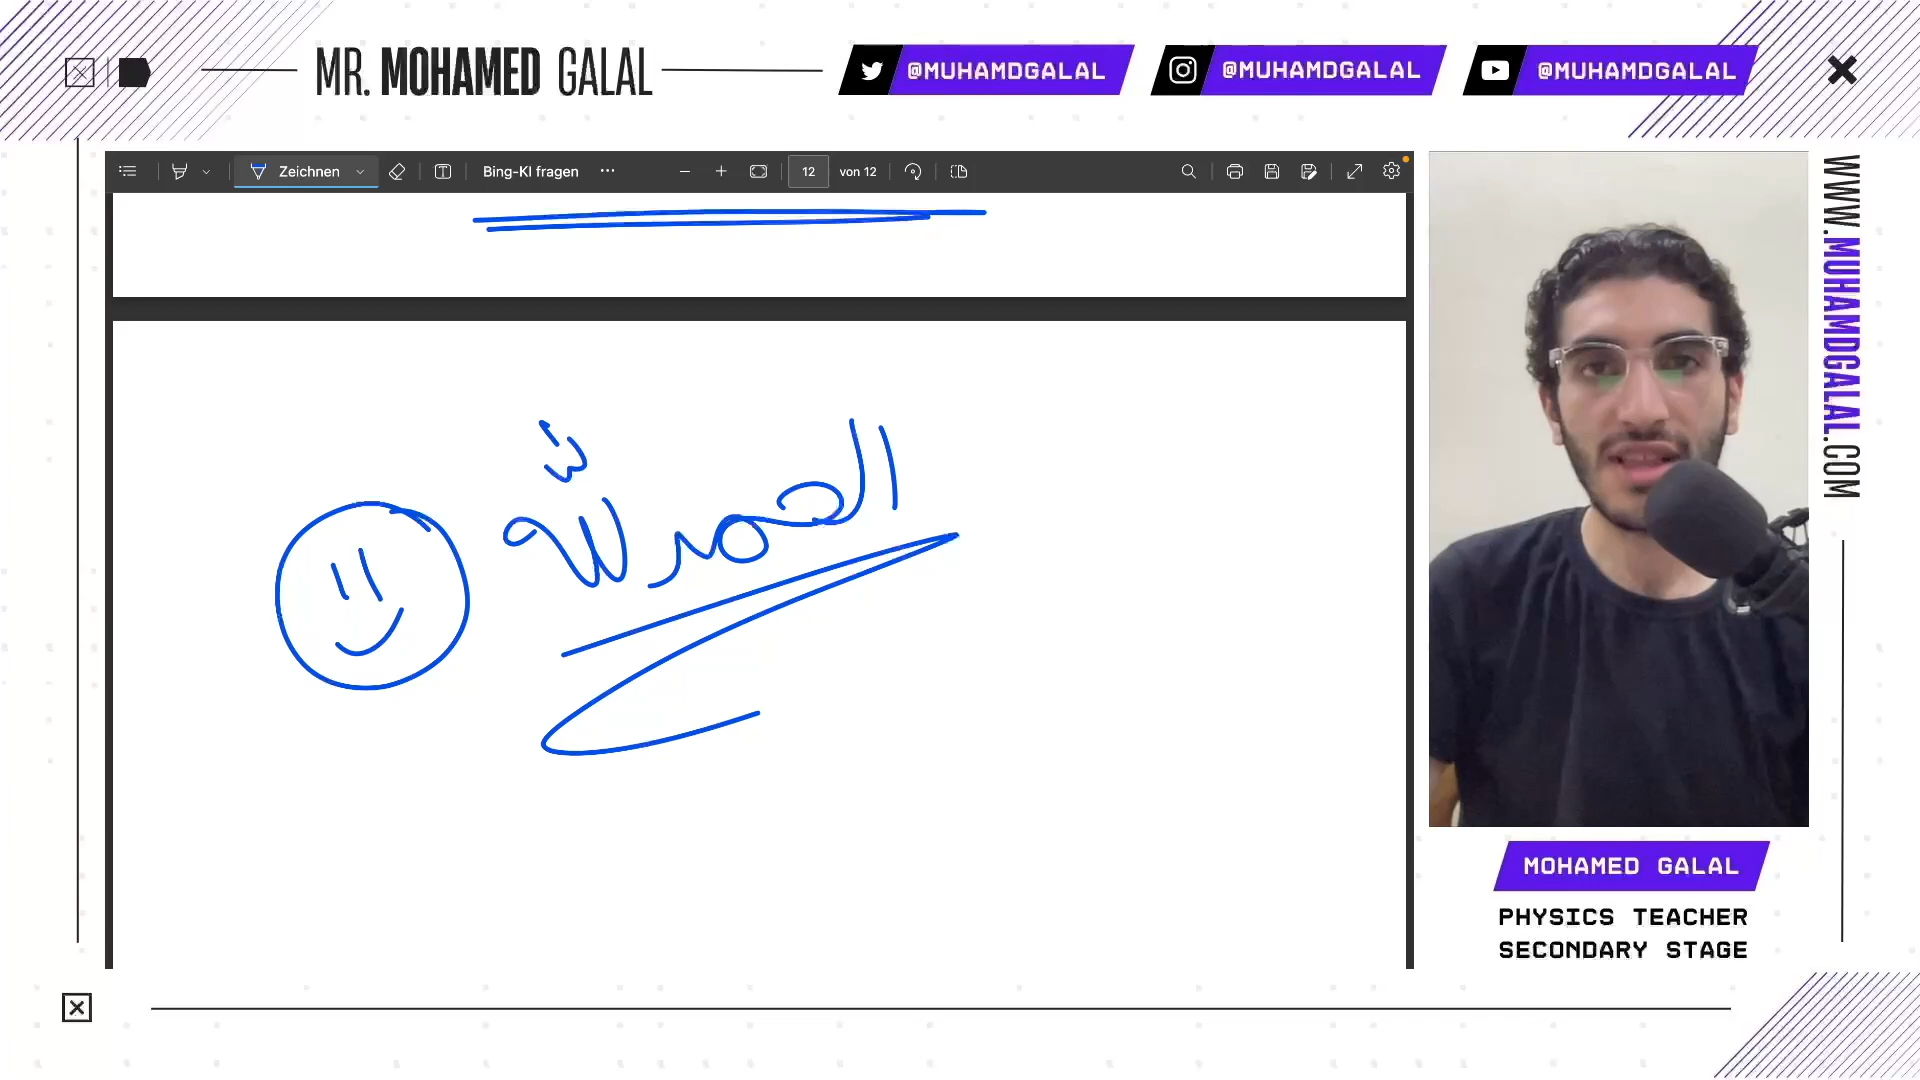 MR. MOHAMED GALAL
@MUHAMDGALAL
@MUHAMDGALAL
@MUHAMDGALAL
Zeichnen
Bing-KI fragen
12
von 12
WWW.MUHAMDGALAL.COM
MOHAMED GALAL
PHYSICS TEACHER
SECONDARY STAGE